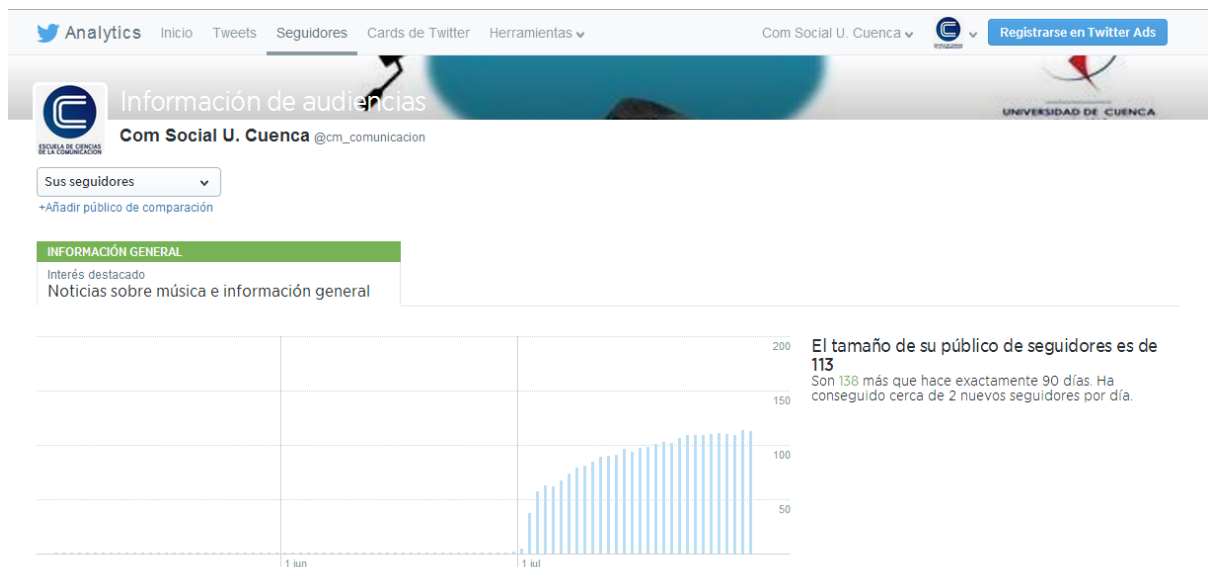 Analytics Inicio Tweets Seguidores Cards de Twitter Herramientas Com Social U. Cuenca Registrarse en Twitter Ads
Información de audiencias
UNIVERSIDAD DE CUENCA
Com Social U. Cuenca @cm_comunicacion
ESCUELA DE CIENCIAS
DE LA COMUNICACIÓN
Sus seguidores
+Añadir público de comparación
INFORMACIÓN GENERAL
Interés destacado
Noticias sobre música e información general
200
150
100
50
1 jun
1 jul
El tamaño de su público de seguidores es de
113
Son 138 más que hace exactamente 90 días. Ha
conseguido cerca de 2 nuevos seguidores por día.